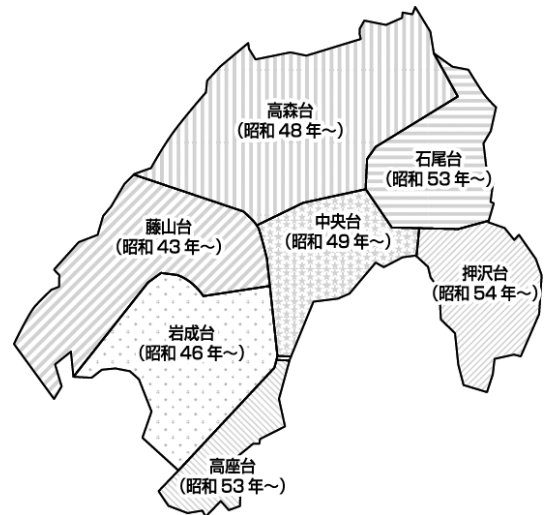 高森台
(昭和 48 年～)
石尾台
(昭和 53 年～)
藤山台
(昭和 43 年～)
中央台
(昭和 49 年～)
押沢台
(昭和 54 年～)
岩成台
(昭和 46 年～)
高座台
(昭和 53 年～)